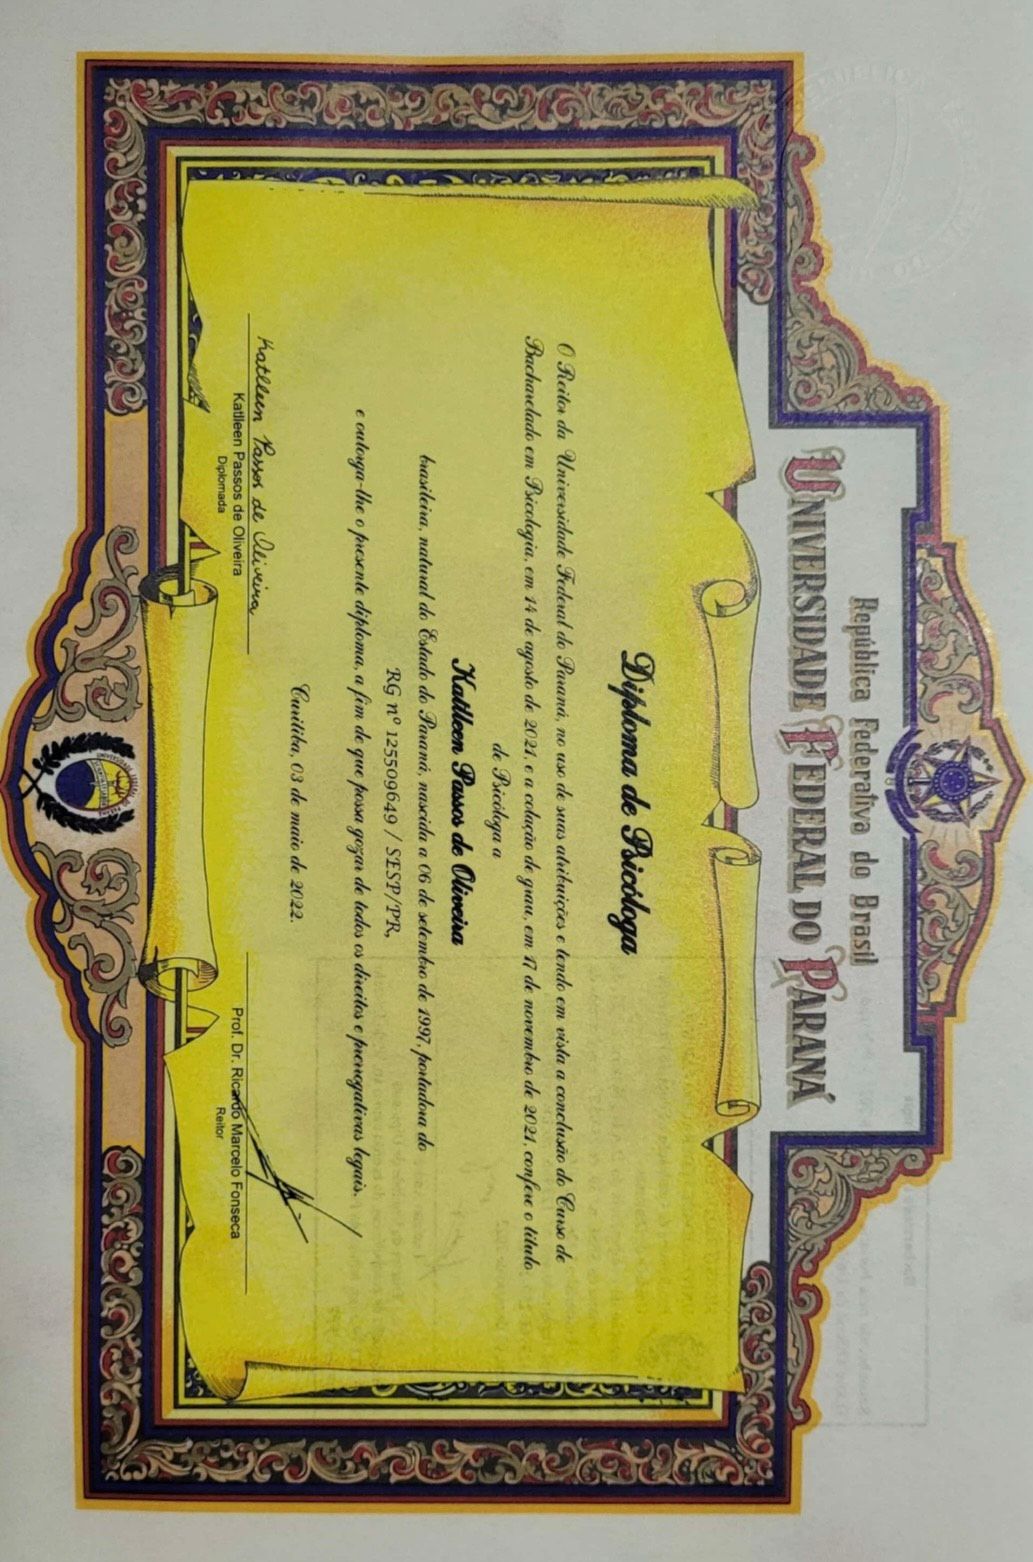 República Federativa do Brasil
UNIVERSIDADE FEDERAL DO PARANÁ
Diploma de Psicóloga
O Reitor da Universidade Federal do Paraná, no uso de suas atribuições e tendo em vista a conclusão do Curso de
Bacharelado em Psicologia, em 14 de agosto de 2021, e a colação de grau, em 17 de novembro de 2021, confere o título
de Psicóloga a
Katlleen Passos de Oliveira
brasileira, natural do Estado do Paraná, nascida a 06 de setembro de 1997, portadora do
RG nº 125509649 / SESP/PR,
e outorga-lhe o presente diploma, a fim de que possa gozar de todos os direitos e prerrogativas legais.
Curitiba, 03 de maio de 2022.
Katlleen Passos de Oliveira
Katlleen Passos de Oliveira
Diplomada
Prof. Dr. Ricardo Marcelo Fonseca
Reitor